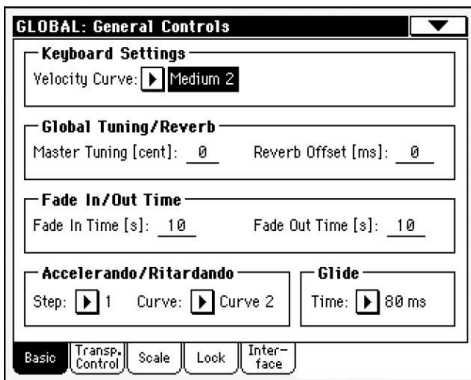 GLOBAL: General Controls
Keyboard Settings
Velocity Curve: Medium 2
Global Tuning/Reverb
Master Tuning [cent]: 0 Reverb Offset [ms]: 0
Fade In/Out Time
Fade In Time [s]: 10 Fade Out Time [s]: 10
Accelerando/Ritardando Glide
Step: 1 Curve: Curve 2 Time: 80 ms
Basic Transp. Control Scale Lock Inter-face